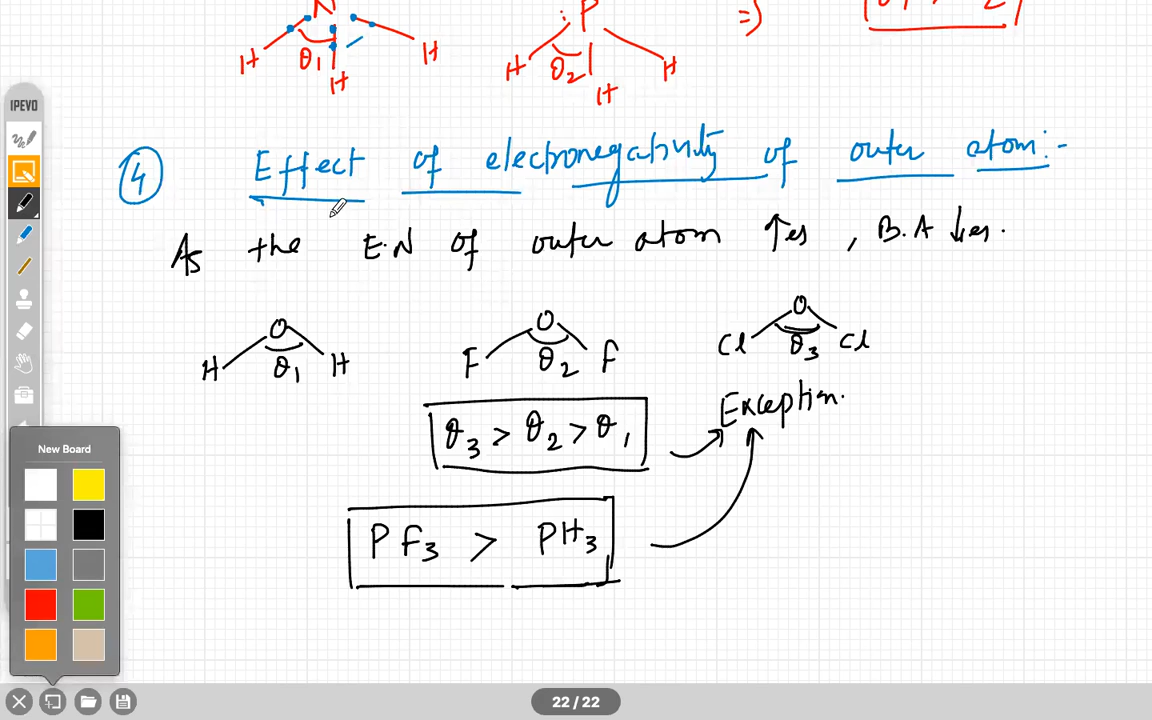 N
P
=)
H θ1 H H
H θ2 H H
IPEVO
4 Effect of electronegativity of outer atom:-
As the E.N of outer atom ↑es, B.A ↓es.
O
H θ1 H
O
F θ2 F
O
Cl θ3 Cl
Exception.
θ3 > θ2 > θ1
PF3 > PH3
New Board
22 / 22